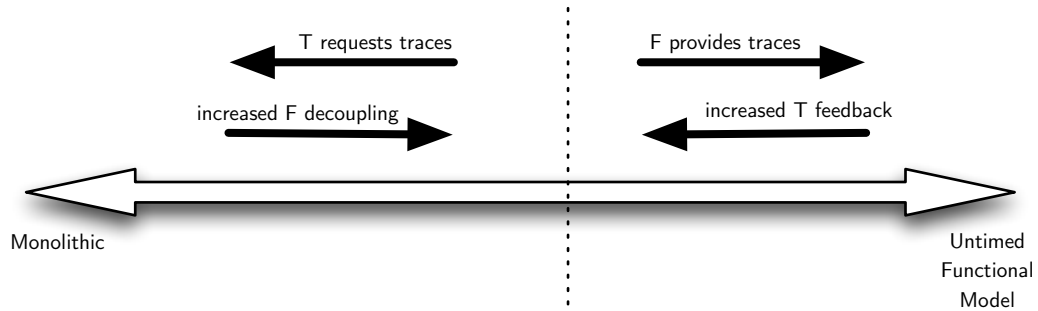 T requests traces
F provides traces
increased F decoupling
increased T feedback
Monolithic
Untimed
Functional
Model